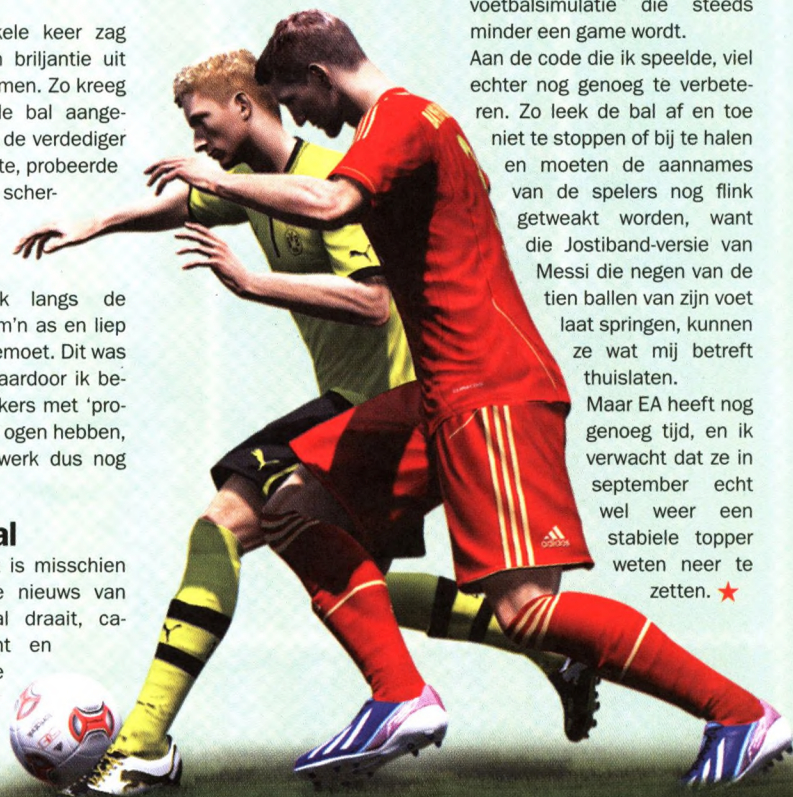 kele keer zag
briljantie uit
men. Zo kreeg
de bal aange-
de verdediger
te, probeerde
scher-
k langs de
m'n as en liep
emoet. Dit was
aardoor ik be-
kers met 'pro-
ogen hebben,
werk dus nog
al
is misschien
nieuws van
al draait, ca-
nt en
e
voetbalsimulatie die steeds
minder een game wordt.
Aan de code die ik speelde, viel
echter nog genoeg te verbete-
ren. Zo leek de bal af en toe
niet te stoppen of bij te halen
en moeten de aannames
van de spelers nog flink
getweakt worden, want
die Jostiband-versie van
Messi die negen van de
tien ballen van zijn voet
laat springen, kunnen
ze wat mij betreft
thuislaten.
Maar EA heeft nog
genoeg tijd, en ik
verwacht dat ze in
september echt
wel weer een
stabiele topper
weten neer te
zetten.
adidas